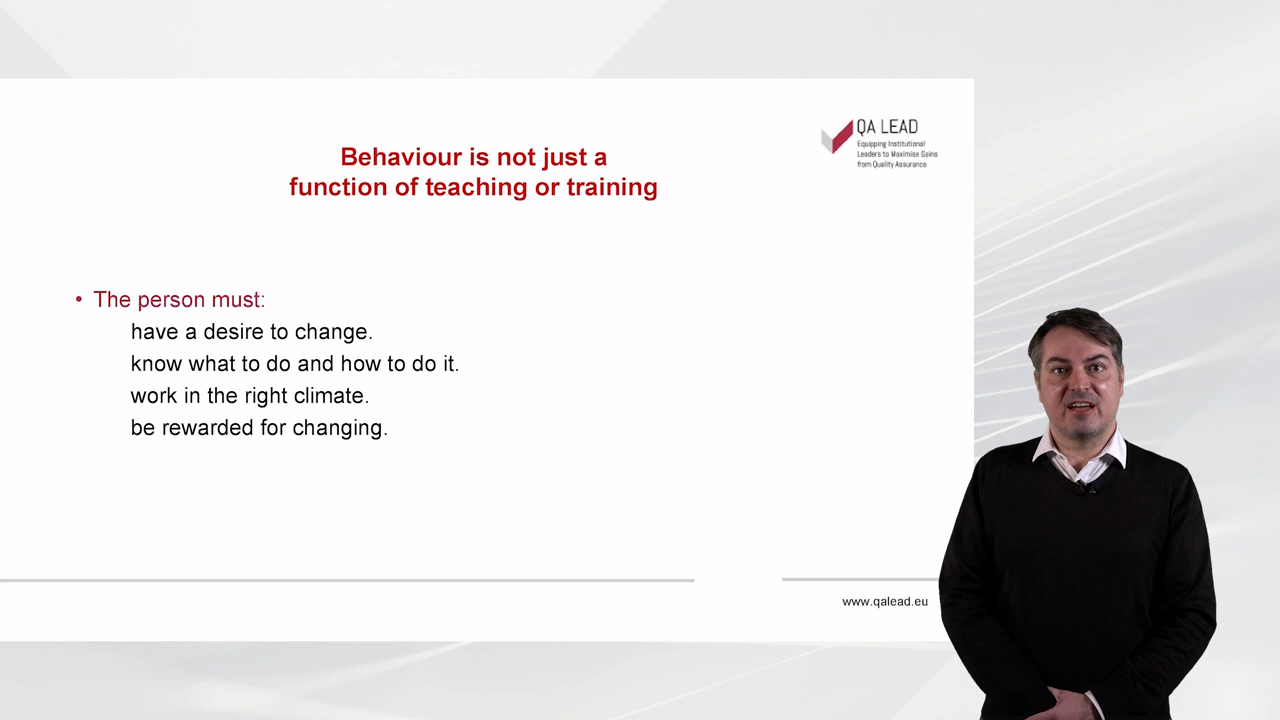 QA LEAD
Equipping Institutional
Leaders to Maximise Gains
from Quality Assurance
Behaviour is not just a
function of teaching or training
• The person must:
have a desire to change.
know what to do and how to do it.
work in the right climate.
be rewarded for changing.
www.qalead.eu